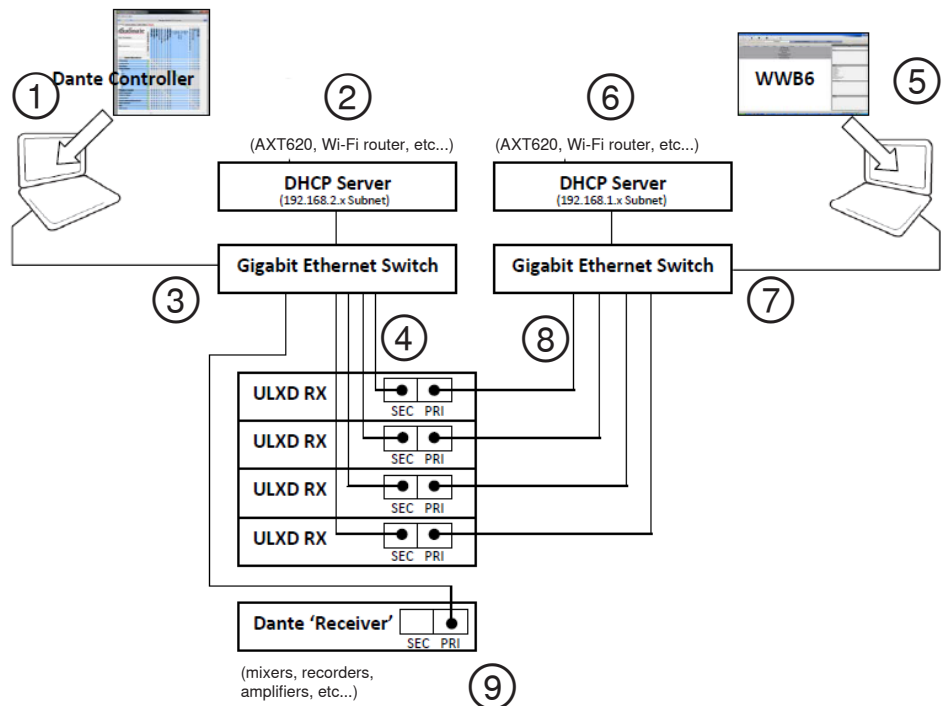 1
Dante Controller
2
6
WWB6
5
(AXT620, Wi-Fi router, etc...)
(AXT620, Wi-Fi router, etc...)
DHCP Server
(192.168.2.x Subnet)
DHCP Server
(192.168.1.x Subnet)
Gigabit Ethernet Switch
Gigabit Ethernet Switch
3
4
8
7
ULXD RX
SEC PRI
ULXD RX
SEC PRI
ULXD RX
SEC PRI
ULXD RX
SEC PRI
Dante 'Receiver'
SEC PRI
(mixers, recorders,
amplifiers, etc...)
9